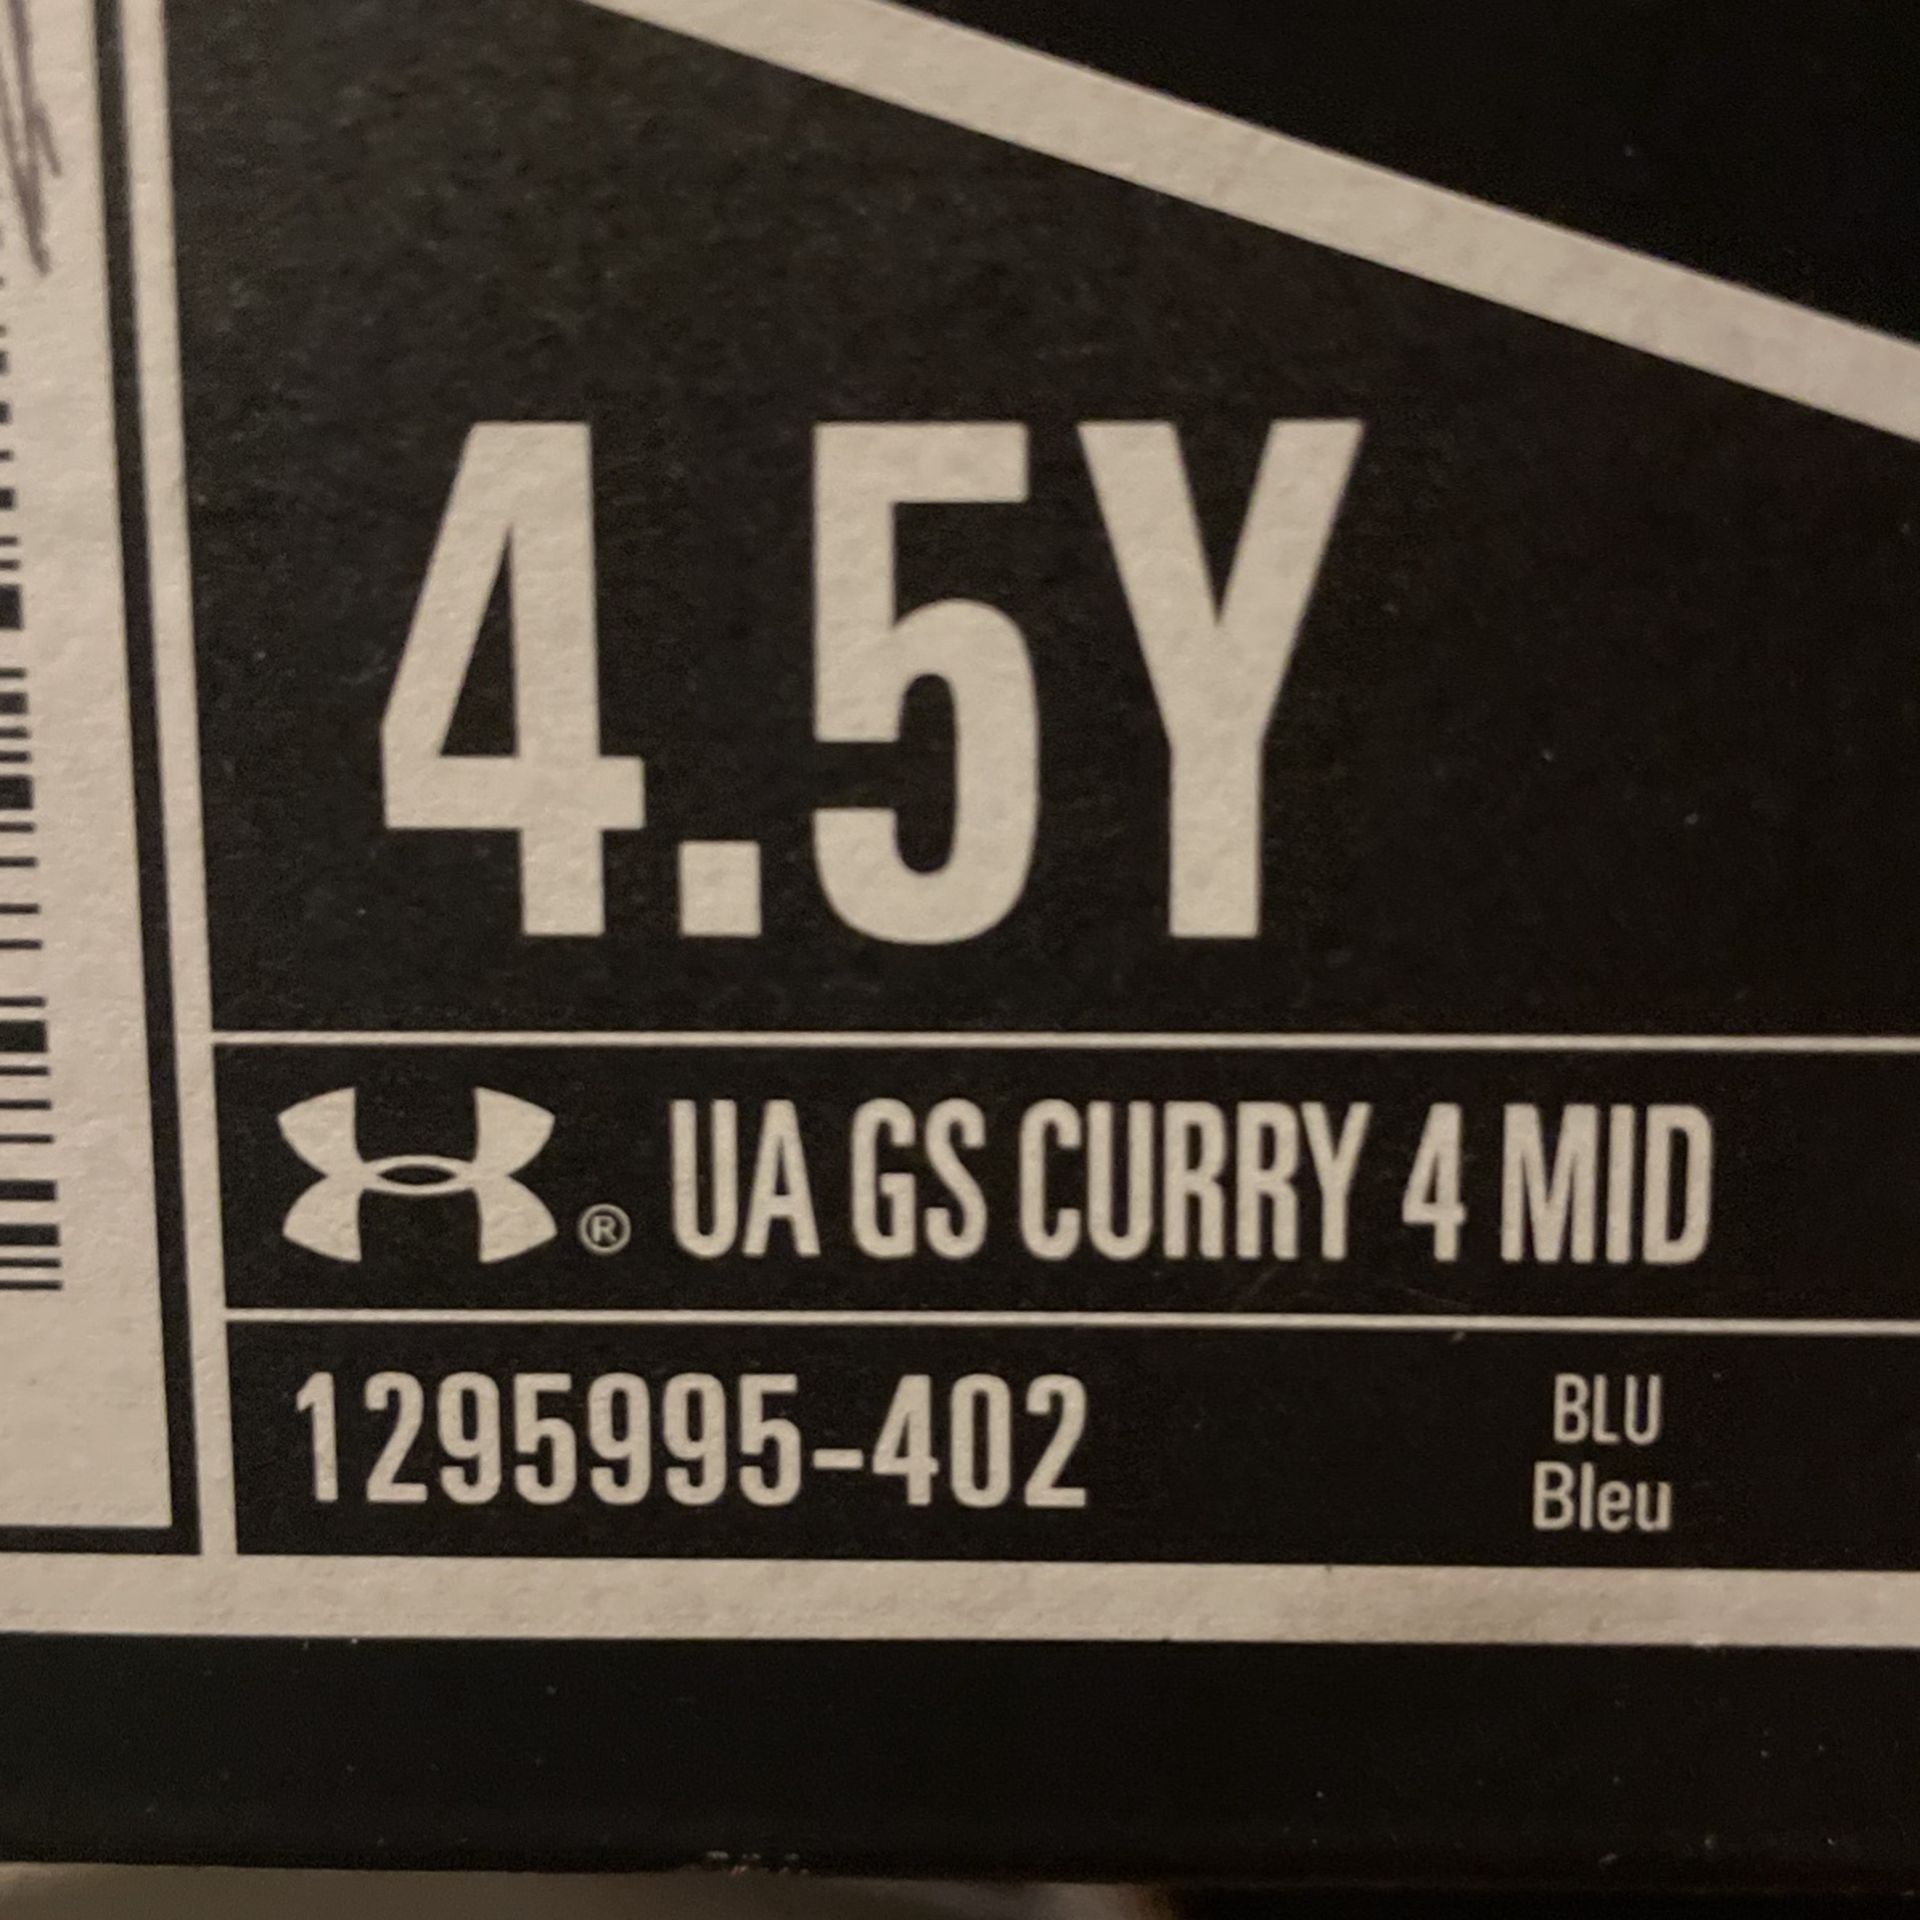 4.5Y
® UA GS CURRY 4 MID
1295995-402
BLU
Bleu